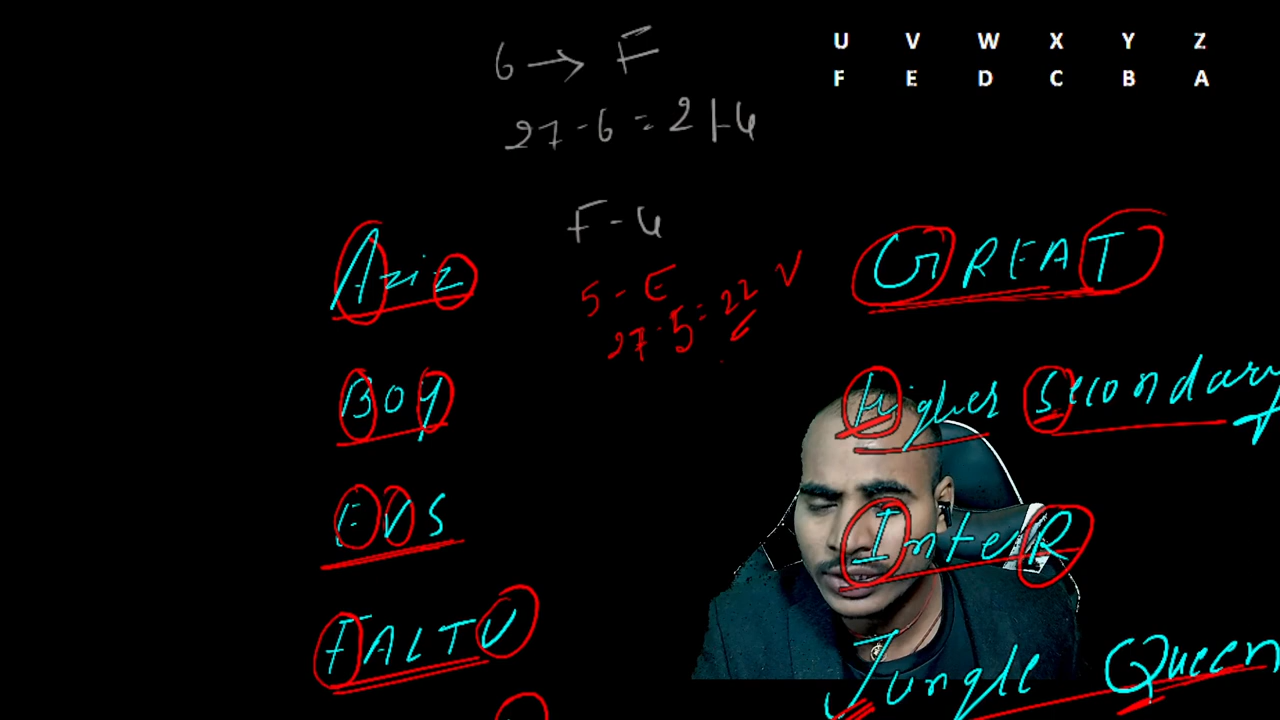 U V W X Y Z
F E D C B A
6 → F
27-6 = 21-U
F-U
5-E
27-5=22 V
Aziz
BOY
EVS
FALTU
GREAT
Higher Secondary
InteR
Jungle Queen